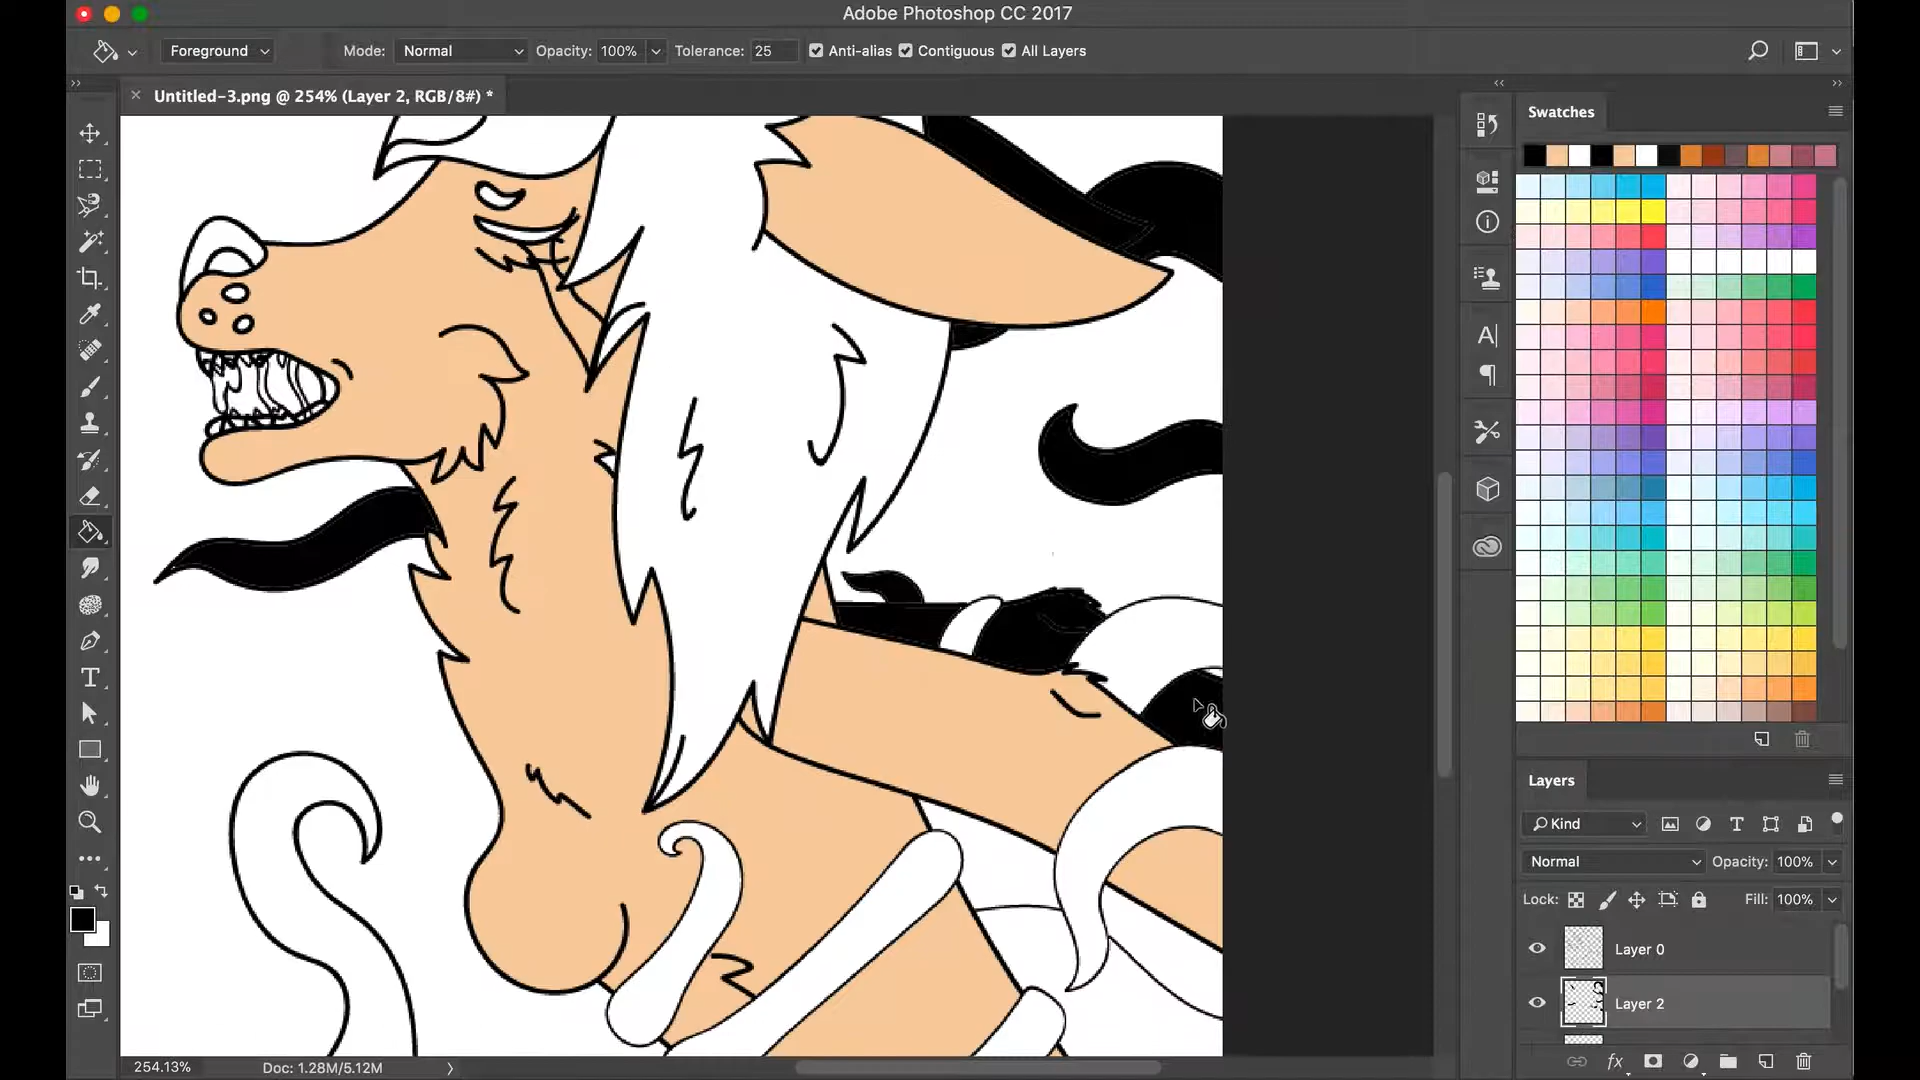 Adobe Photoshop CC 2017
Foreground Mode: Normal Opacity: 100% Tolerance: 25 Anti-alias Contiguous All Layers
Untitled-3.png @ 254% (Layer 2, RGB/8#) *
Swatches
Layers
Kind
Normal Opacity: 100%
Lock: Fill: 100%
Layer 0
Layer 2
254.13% Doc: 1.28M/5.12M